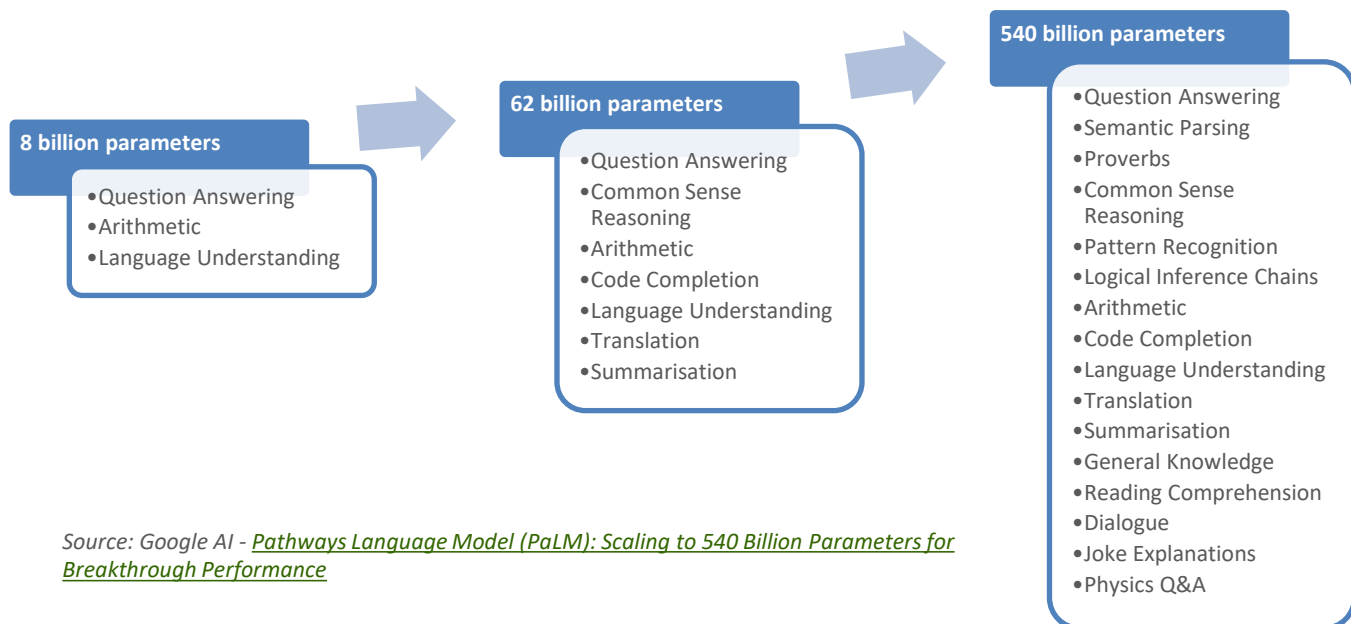 8 billion parameters
•Question Answering
•Arithmetic
•Language Understanding
62 billion parameters
•Question Answering
•Common Sense
Reasoning
•Arithmetic
•Code Completion
•Language Understanding
•Translation
•Summarisation
540 billion parameters
•Question Answering
•Semantic Parsing
•Proverbs
•Common Sense
Reasoning
•Pattern Recognition
•Logical Inference Chains
•Arithmetic
•Code Completion
•Language Understanding
•Translation
•Summarisation
•General Knowledge
•Reading Comprehension
•Dialogue
•Joke Explanations
•Physics Q&A
Source: Google AI - Pathways Language Model (PaLM): Scaling to 540 Billion Parameters for
Breakthrough Performance